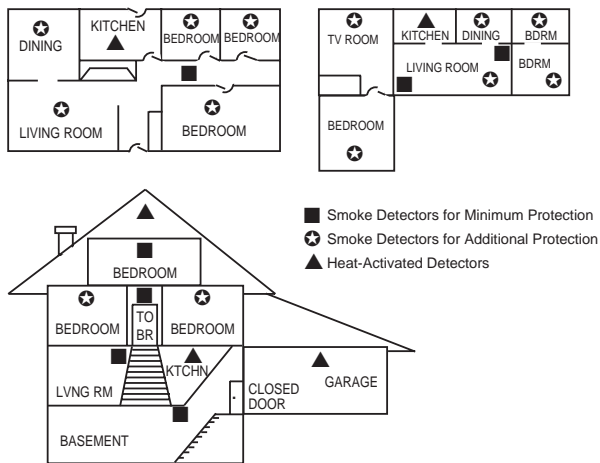 KITCHEN
DINING
BEDROOM
BEDROOM
LIVING ROOM
BEDROOM
TV ROOM
KITCHEN
DINING
BDRM
LIVING ROOM
BDRM
BEDROOM
Smoke Detectors for Minimum Protection
Smoke Detectors for Additional Protection
Heat-Activated Detectors
BEDROOM
BEDROOM
TO
BR
BEDROOM
LVNG RM
KTCHN
CLOSED
DOOR
GARAGE
BASEMENT